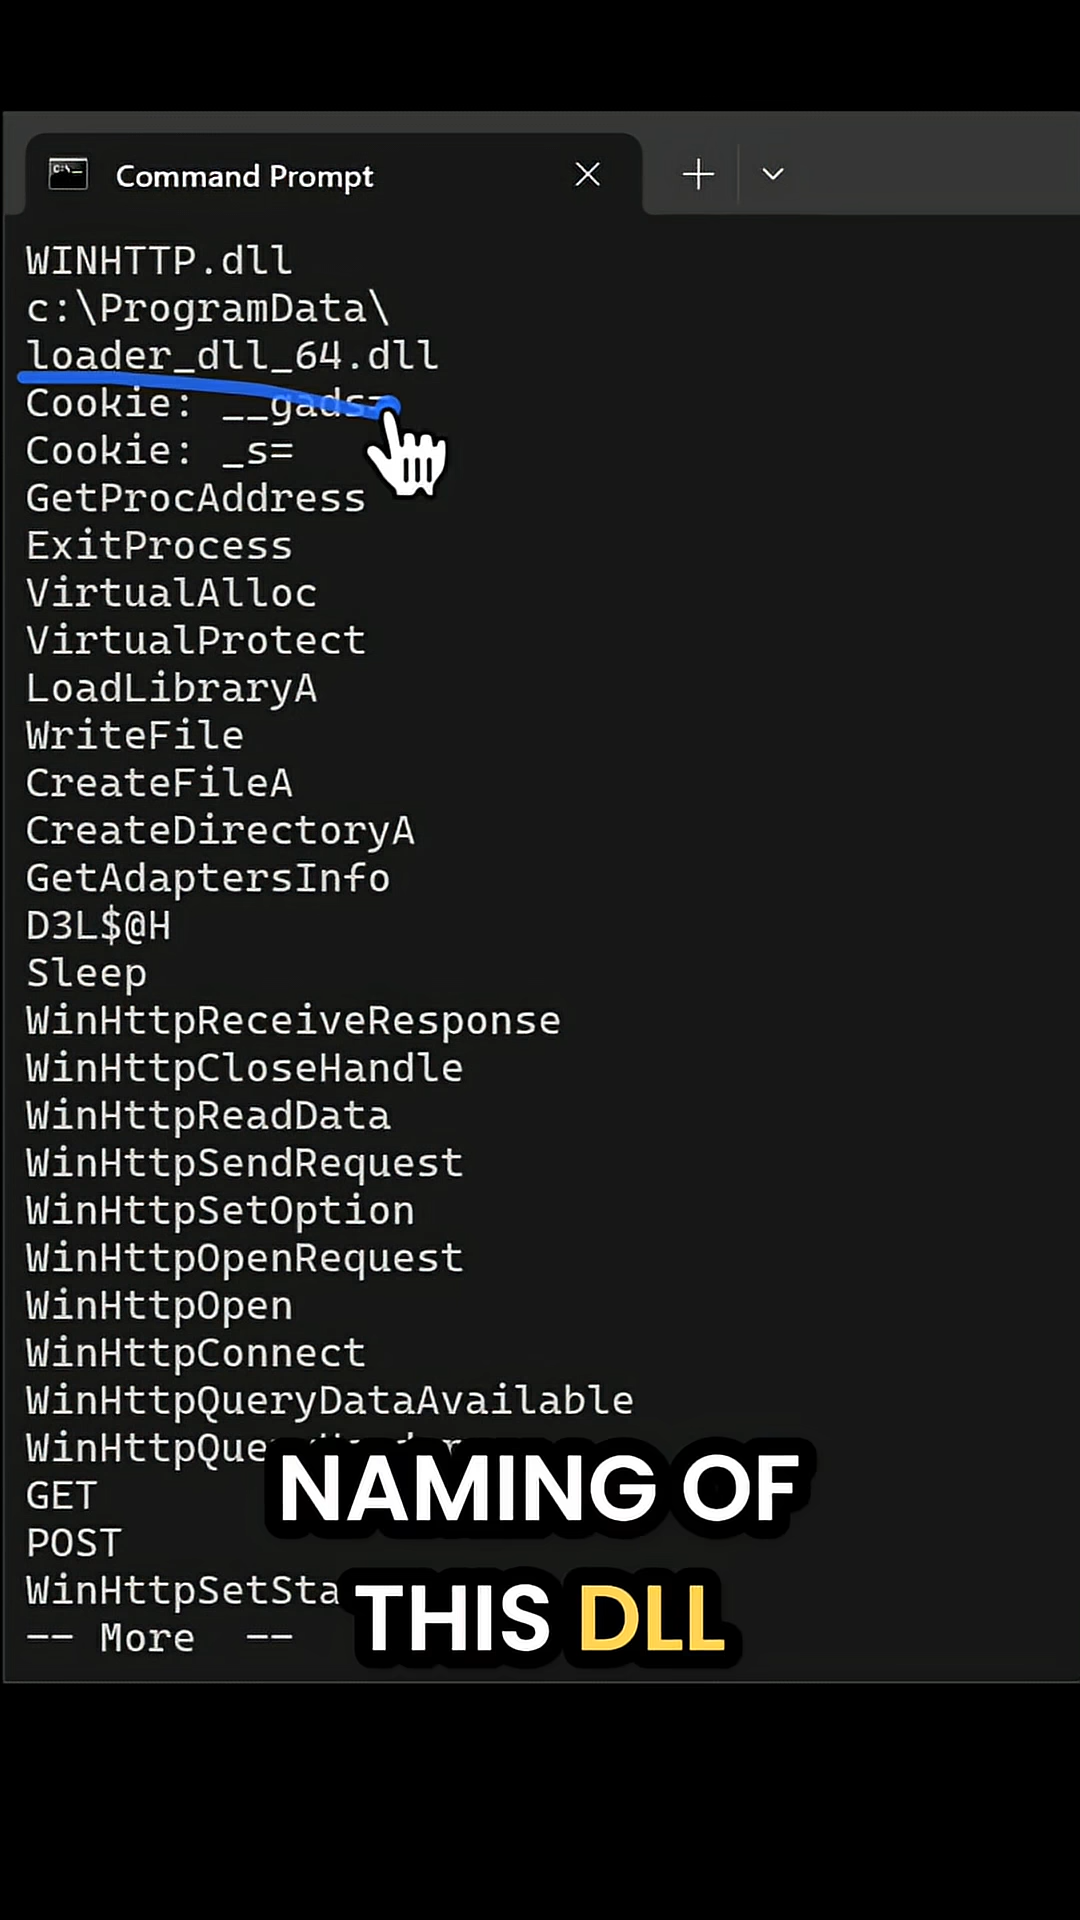 Command Prompt
WINHTTP.dll
c:\ProgramData\
loader_dll_64.dll
Cookie: __gads=
Cookie: _s=
GetProcAddress
ExitProcess
VirtualAlloc
VirtualProtect
LoadLibraryA
WriteFile
CreateFileA
CreateDirectoryA
GetAdaptersInfo
D3L$@H
Sleep
WinHttpReceiveResponse
WinHttpCloseHandle
WinHttpReadData
WinHttpSendRequest
WinHttpSetOption
WinHttpOpenRequest
WinHttpOpen
WinHttpConnect
WinHttpQueryDataAvailable
GET
POST
-- More --
NAMING OF
THIS DLL